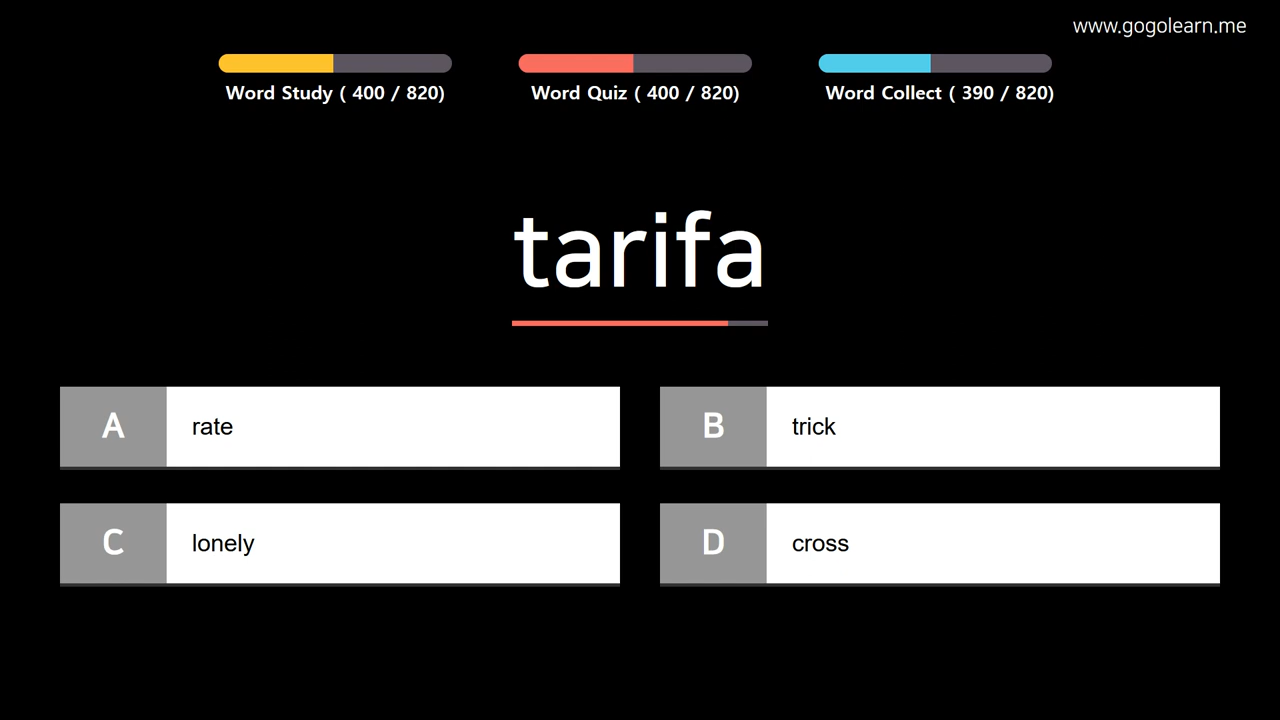 www.gogolearn.me
Word Study ( 400 / 820)
Word Quiz ( 400 / 820)
Word Collect ( 390 / 820)
tarifa
A
rate
B
trick
C
lonely
D
cross